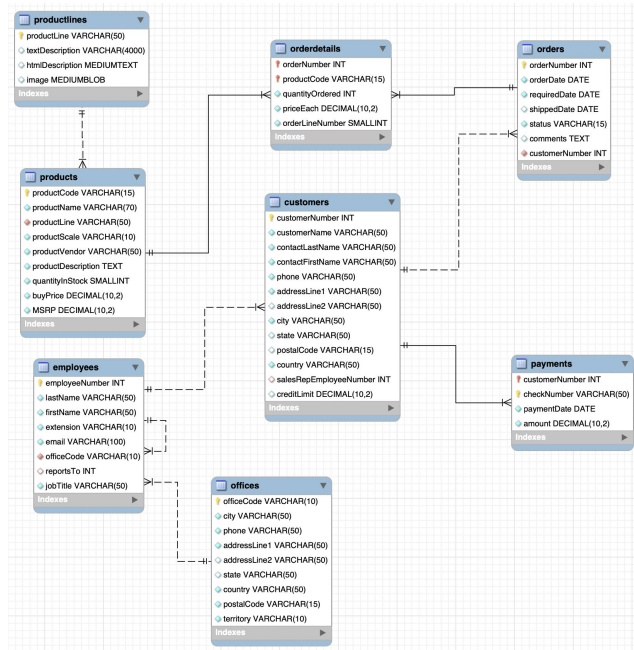 productlines
productLine VARCHAR(50)
textDescription VARCHAR(4000)
htmlDescription MEDIUMTEXT
image MEDIUMBLOB
Indexes
orderdetails
orderNumber INT
productCode VARCHAR(15)
quantityOrdered INT
priceEach DECIMAL(10,2)
orderLineNumber SMALLINT
Indexes
orders
orderNumber INT
orderDate DATE
requiredDate DATE
shippedDate DATE
status VARCHAR(15)
comments TEXT
customerNumber INT
Indexes
products
productCode VARCHAR(15)
productName VARCHAR(70)
productLine VARCHAR(50)
productScale VARCHAR(10)
productVendor VARCHAR(50)
productDescription TEXT
quantityInStock SMALLINT
buyPrice DECIMAL(10,2)
MSRP DECIMAL(10,2)
Indexes
customers
customerNumber INT
customerName VARCHAR(50)
contactLastName VARCHAR(50)
contactFirstName VARCHAR(50)
phone VARCHAR(50)
addressLine1 VARCHAR(50)
addressLine2 VARCHAR(50)
city VARCHAR(50)
state VARCHAR(50)
postalCode VARCHAR(15)
country VARCHAR(50)
salesRepEmployeeNumber INT
creditLimit DECIMAL(10,2)
Indexes
employees
employeeNumber INT
lastName VARCHAR(50)
firstName VARCHAR(50)
extension VARCHAR(10)
email VARCHAR(100)
officeCode VARCHAR(10)
reportsTo INT
jobTitle VARCHAR(50)
Indexes
payments
customerNumber INT
checkNumber VARCHAR(50)
paymentDate DATE
amount DECIMAL(10,2)
Indexes
offices
officeCode VARCHAR(10)
city VARCHAR(50)
phone VARCHAR(50)
addressLine1 VARCHAR(50)
addressLine2 VARCHAR(50)
state VARCHAR(50)
country VARCHAR(50)
postalCode VARCHAR(15)
territory VARCHAR(10)
Indexes